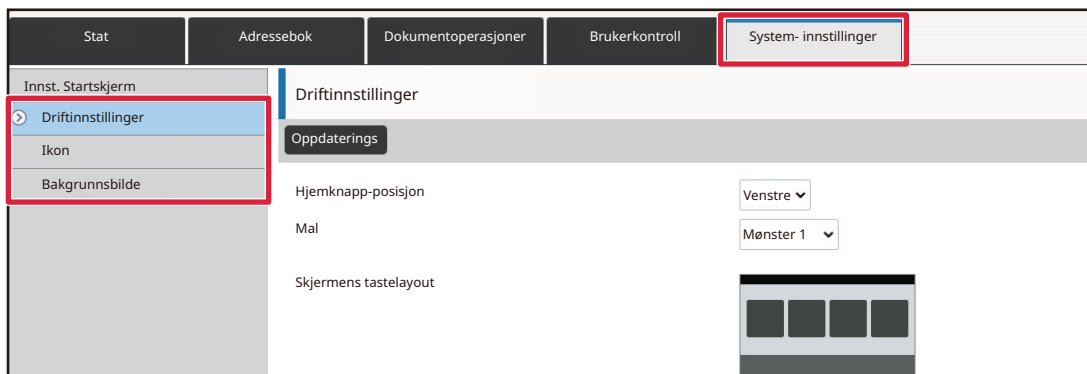 Stat
Adressebok
Dokumentoperasjoner
Brukerkontroll
System- innstillinger
Innst. Startskjerm
Driftinnstillinger
Ikon
Bakgrunnsbilde
Driftinnstillinger
Oppdaterings
Hjemknapp-posisjon
Venstre
Mal
Mønster 1
Skjermens tastelayout